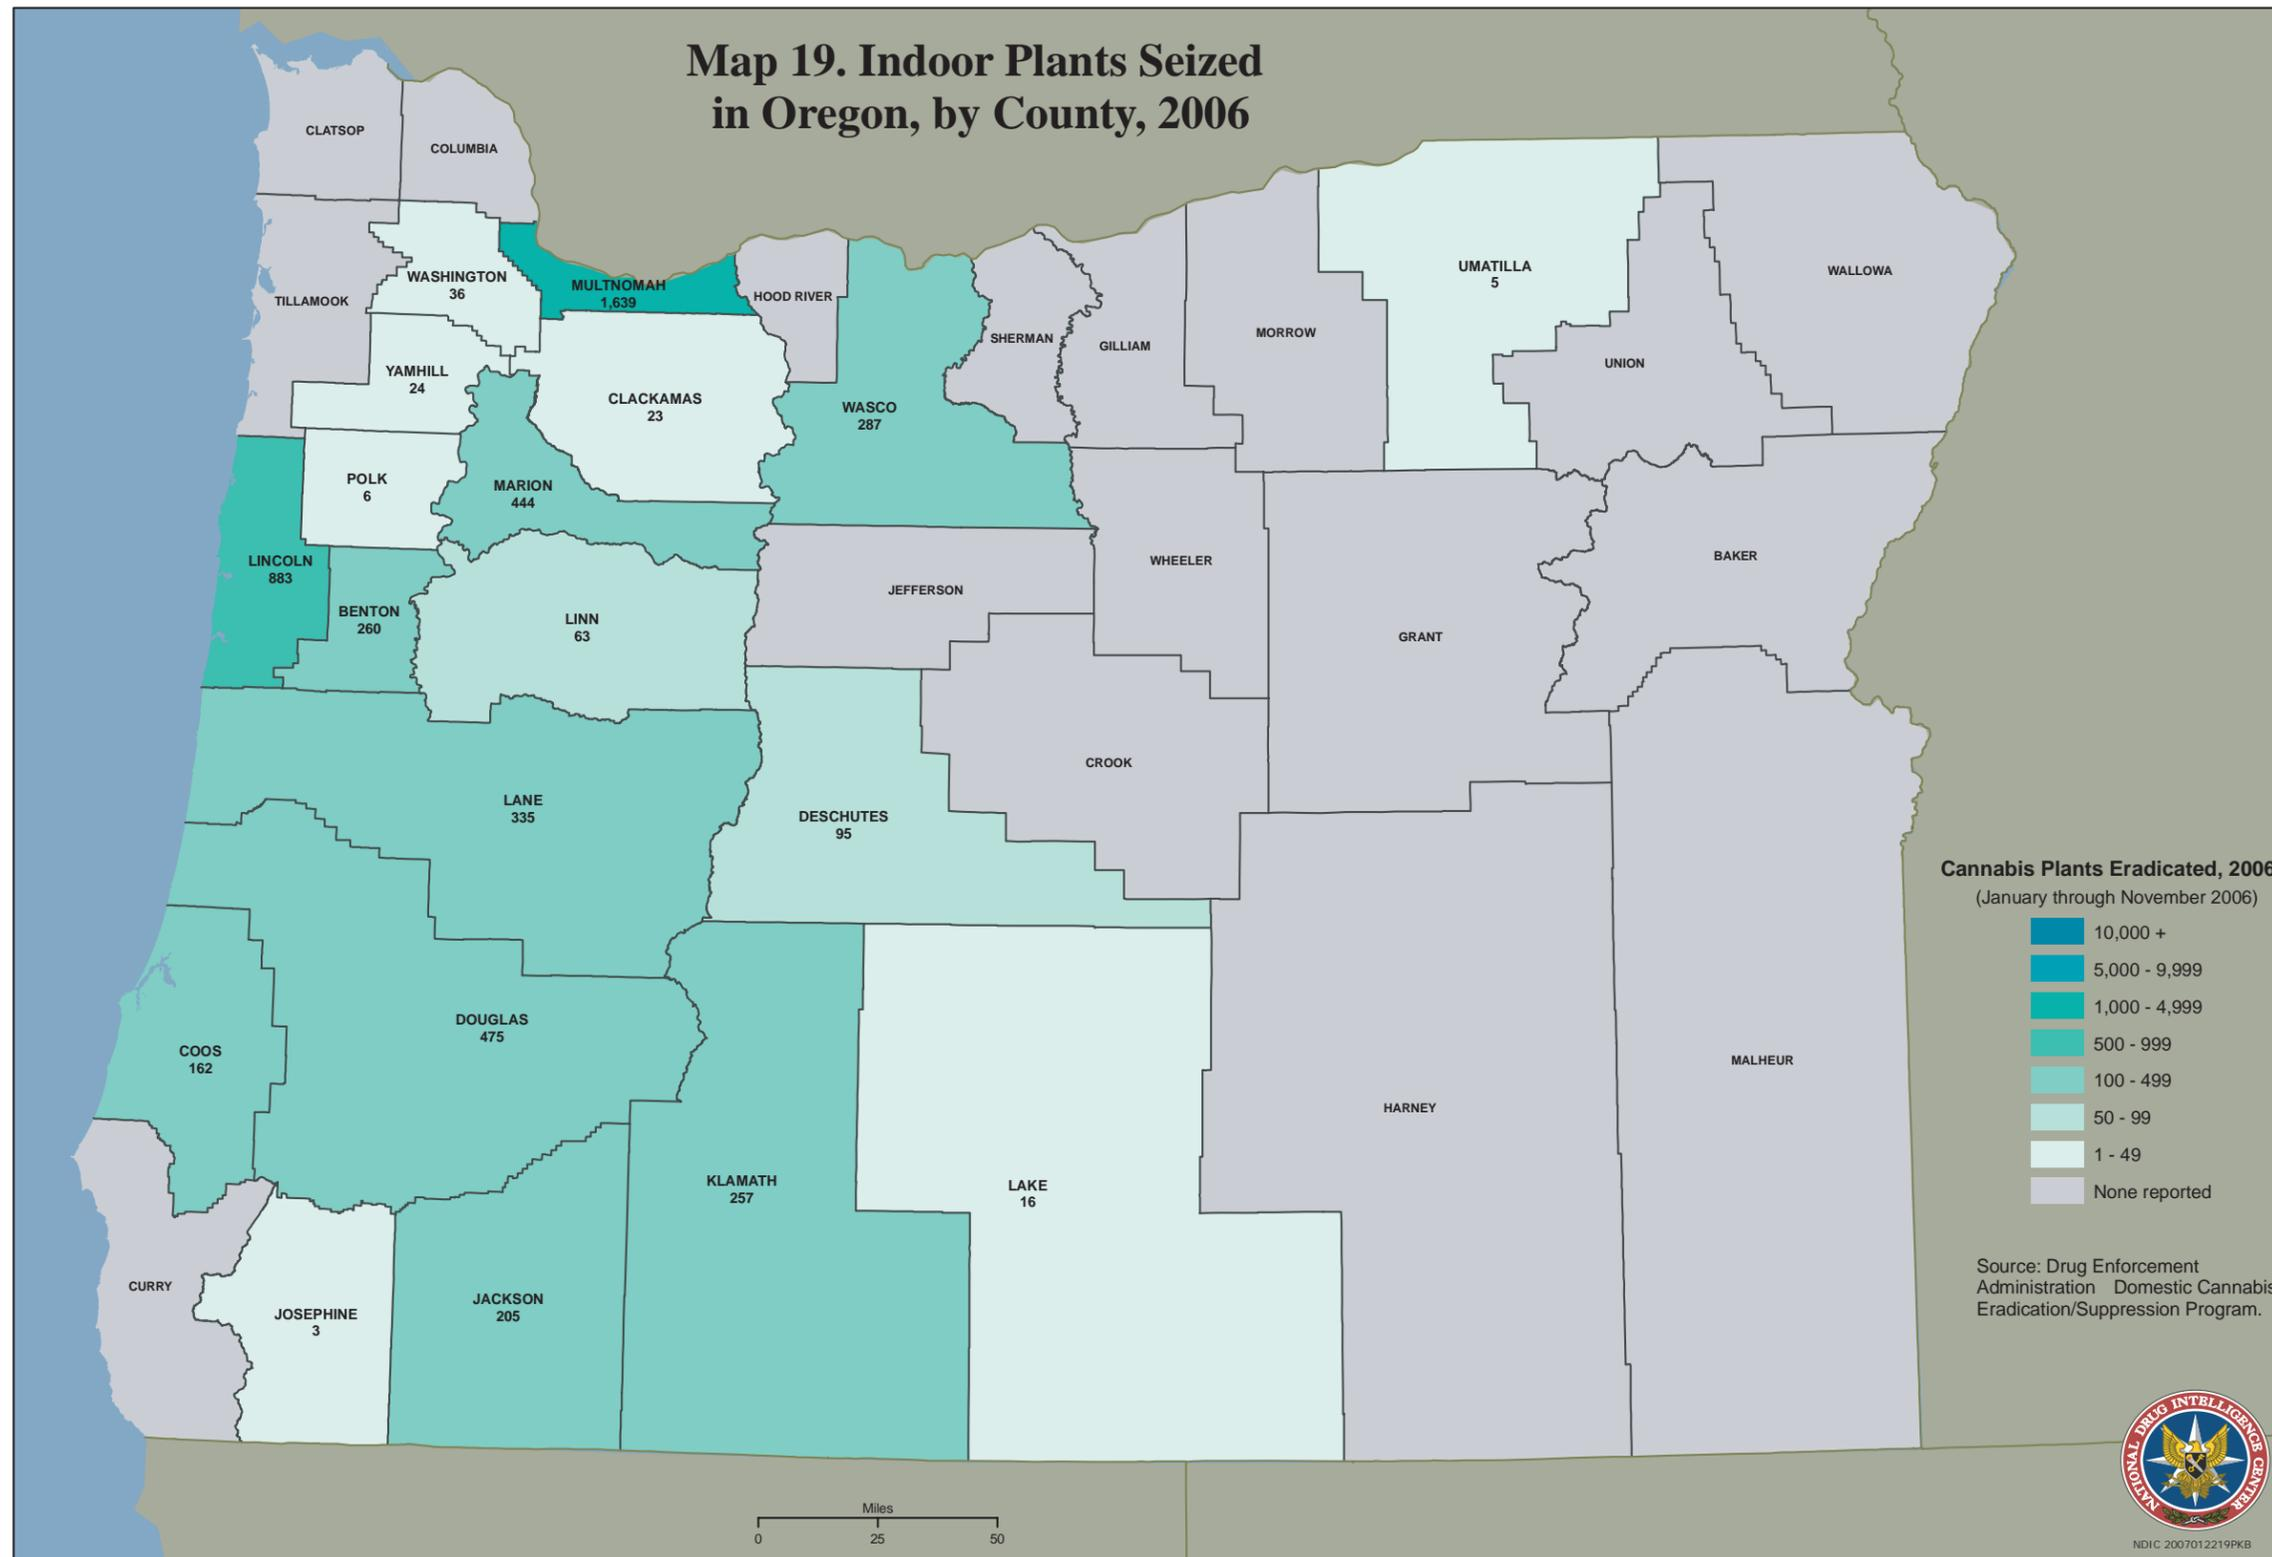 Map 19. Indoor Plants Seized
in Oregon, by County, 2006
CLATSOP
COLUMBIA
TILLAMOOK
WASHINGTON
36
MULTNOMAH
1,639
HOOD RIVER
WASCO
287
SHERMAN
GILLIAM
MORROW
UMATILLA
5
UNION
WALLOWA
YAMHILL
24
CLACKAMAS
23
POLK
6
MARION
444
LINCOLN
883
BENTON
260
LINN
63
JEFFERSON
WHEELER
GRANT
BAKER
LANE
335
DESCHUTES
95
CROOK
DOUGLAS
475
COOS
162
KLAMATH
257
LAKE
16
HARNEY
MALHEUR
CURRY
JOSEPHINE
3
JACKSON
205
Cannabis Plants Eradicated, 2006
(January through November 2006)
10,000 +
5,000 - 9,999
1,000 - 4,999
500 - 999
100 - 499
50 - 99
1 - 49
None reported
Source: Drug Enforcement
Administration Domestic Cannabis
Eradication/Suppression Program.
Miles
0 25 50
NATIONAL DRUG INTELLIGENCE CENTER
NDIC 2007012219PKB